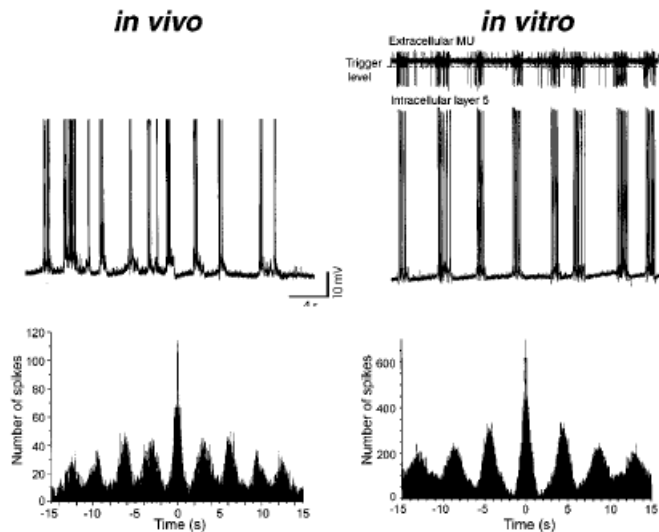 in vivo
in vitro
Extracellular MU
Trigger
level
Intracellular layer 5
10 mV
120
100
80
60
40
20
0
Number of spikes
-15 -10 -5 0 5 10 15
Time (s)
600
400
200
0
Number of spikes
-15 -10 -5 0 5 10 15
Time (s)